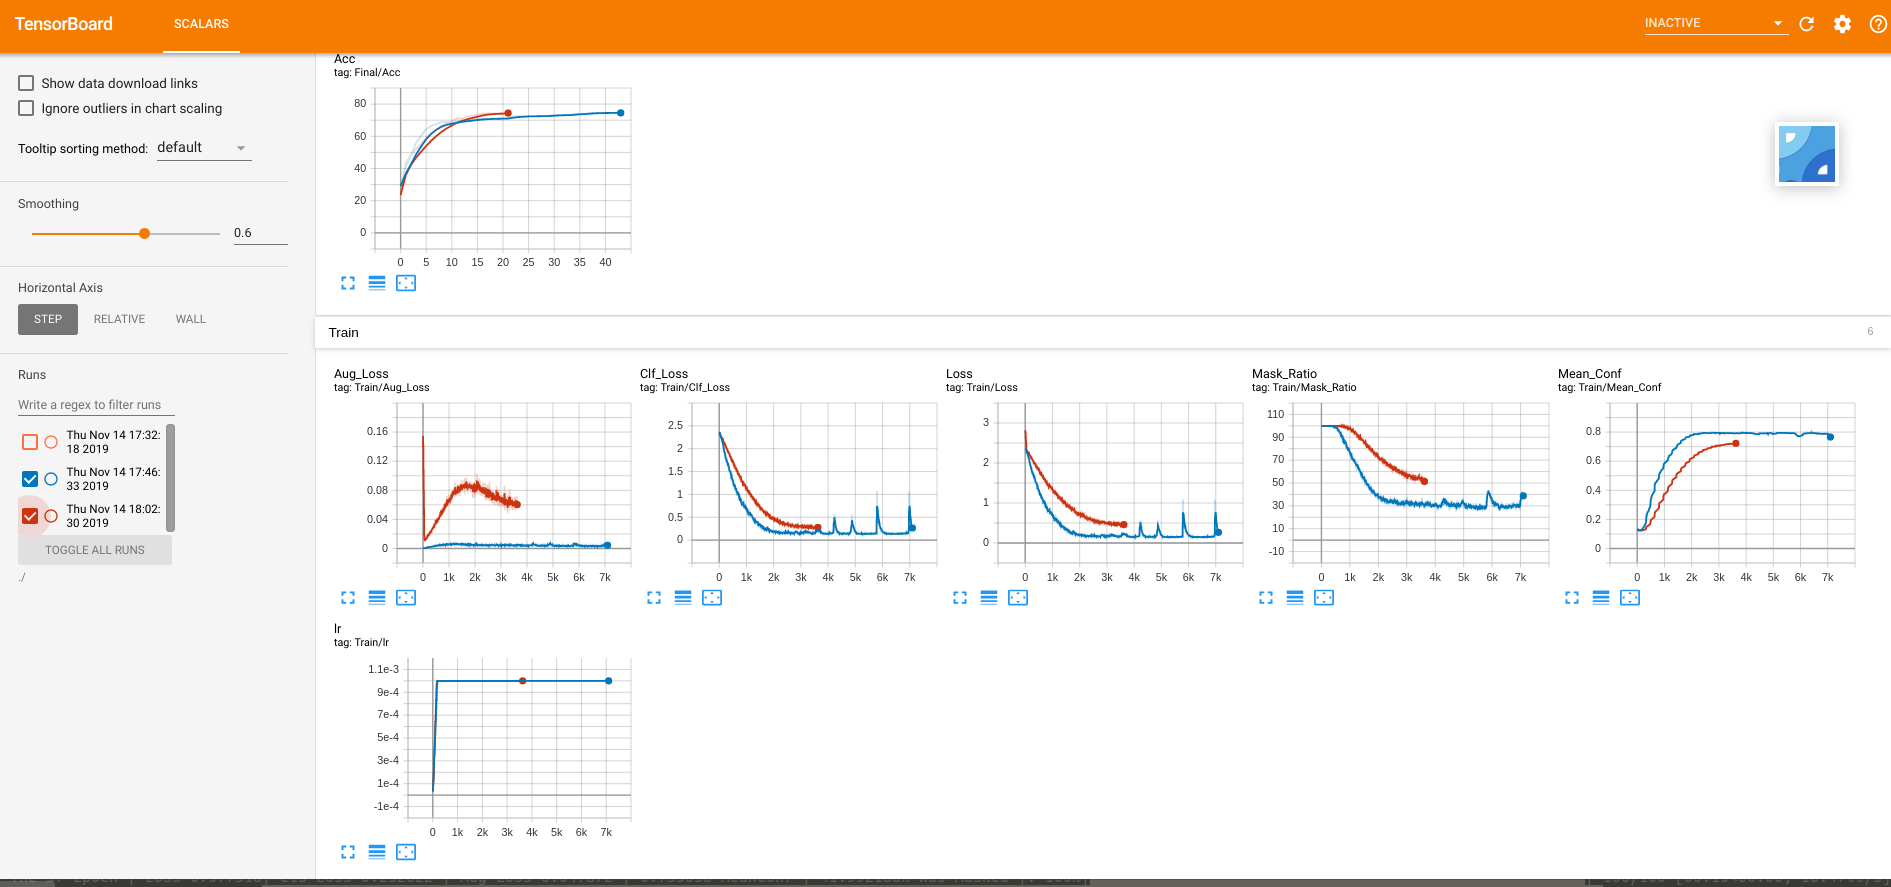 TensorBoard
SCALARS
INACTIVE
Show data download links
Ignore outliers in chart scaling
Tooltip sorting method: default
Smoothing
0.6
Horizontal Axis
STEP RELATIVE WALL
Runs
Write a regex to filter runs
Thu Nov 14 17:32:
18 2019
Thu Nov 14 17:46:
33 2019
Thu Nov 14 18:02:
30 2019
TOGGLE ALL RUNS
./
Acc
tag: Final/Acc
80
60
40
20
0
0 5 10 15 20 25 30 35 40
Train
6
Aug_Loss
tag: Train/Aug_Loss
0.16
0.12
0.08
0.04
0
0 1k 2k 3k 4k 5k 6k 7k
Clf_Loss
tag: Train/Clf_Loss
2.5
2
1.5
1
0.5
0
0 1k 2k 3k 4k 5k 6k 7k
Loss
tag: Train/Loss
3
2
1
0
0 1k 2k 3k 4k 5k 6k 7k
Mask_Ratio
tag: Train/Mask_Ratio
110
90
70
50
30
10
-10
0 1k 2k 3k 4k 5k 6k 7k
Mean_Conf
tag: Train/Mean_Conf
0.8
0.6
0.4
0.2
0
0 1k 2k 3k 4k 5k 6k 7k
lr
tag: Train/lr
1.1e-3
9e-4
7e-4
5e-4
3e-4
1e-4
-1e-4
0 1k 2k 3k 4k 5k 6k 7k